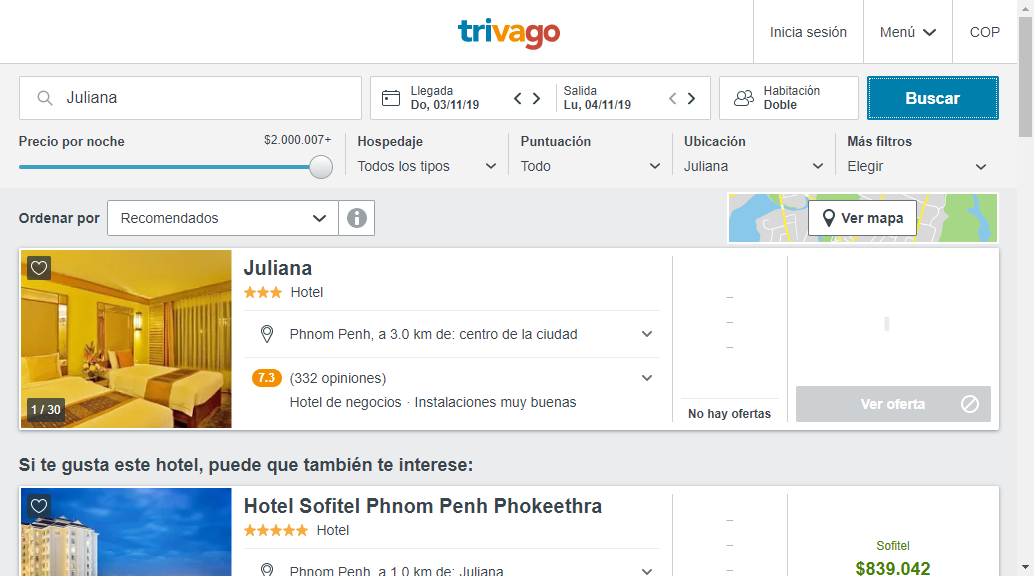 trivago
Inicia sesión
Menú
COP
Juliana
Llegada
Do, 03/11/19
Salida
Lu, 04/11/19
Habitación
Doble
Buscar
Precio por noche
$2.000.007+
Hospedaje
Todos los tipos
Puntuación
Todo
Ubicación
Juliana
Más filtros
Elegir
Ordenar por
Recomendados
Ver mapa
1 / 30
Juliana
Hotel
Phnom Penh, a 3.0 km de: centro de la ciudad
7.3 (332 opiniones)
Hotel de negocios · Instalaciones muy buenas
–
–
–
No hay ofertas
Ver oferta
Si te gusta este hotel, puede que también te interese:
Hotel Sofitel Phnom Penh Phokeethra
Hotel
Phnom Penh, a 1.0 km de: Juliana
–
–
–
Sofitel
$839.042